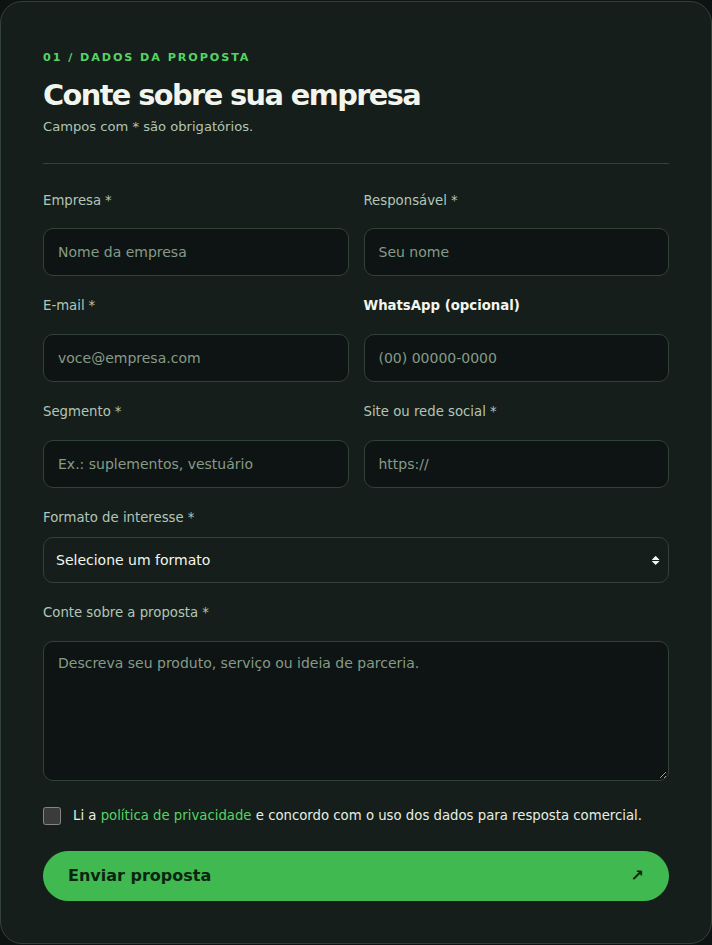 01 / DADOS DA PROPOSTA
Conte sobre sua empresa
Campos com * são obrigatórios.
Empresa *
Responsável *
Nome da empresa
Seu nome
E-mail *
WhatsApp (opcional)
voce@empresa.com
(00) 00000-0000
Segmento *
Site ou rede social *
Ex.: suplementos, vestuário
https://
Formato de interesse *
Selecione um formato
Conte sobre a proposta *
Descreva seu produto, serviço ou ideia de parceria.
Li a política de privacidade e concordo com o uso dos dados para resposta comercial.
Enviar proposta ↗